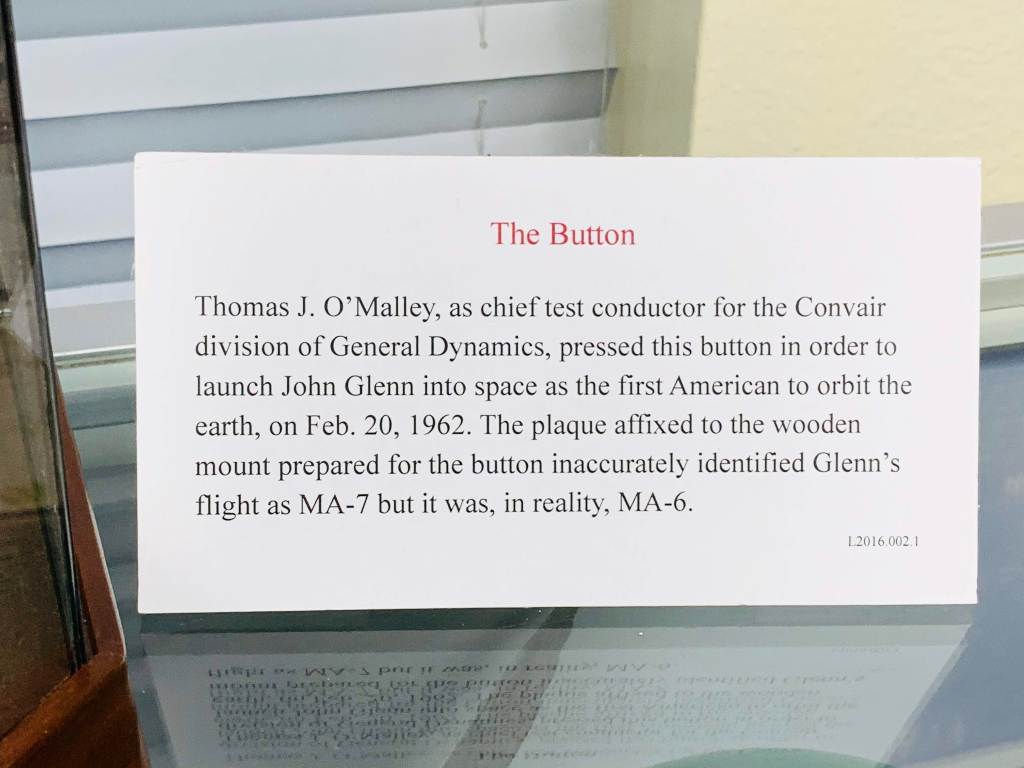 The Button
Thomas J. O’Malley, as chief test conductor for the Convair
division of General Dynamics, pressed this button in order to
launch John Glenn into space as the first American to orbit the
earth, on Feb. 20, 1962. The plaque affixed to the wooden
mount prepared for the button inaccurately identified Glenn’s
flight as MA-7 but it was, in reality, MA-6.
L2016.002.1